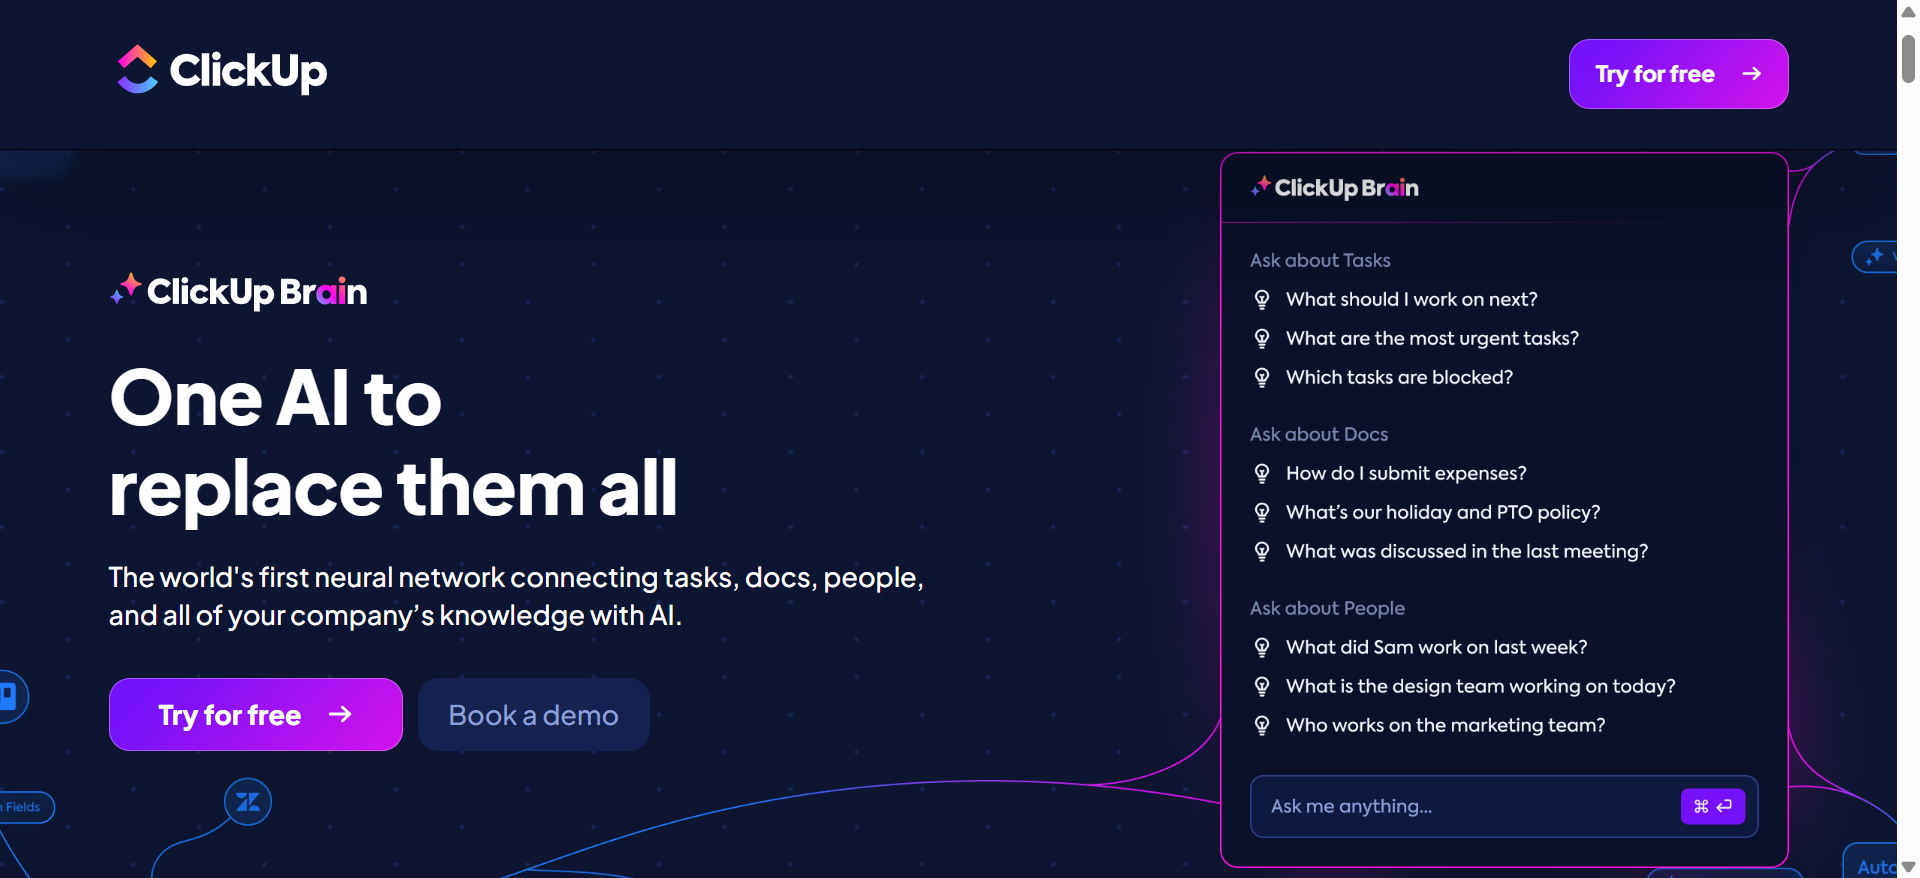 ClickUp
Try for free
ClickUp Brain
One AI to
replace them all
The world's first neural network connecting tasks, docs, people,
and all of your company’s knowledge with AI.
Try for free
Book a demo
ClickUp Brain
Ask about Tasks
What should I work on next?
What are the most urgent tasks?
Which tasks are blocked?
Ask about Docs
How do I submit expenses?
What’s our holiday and PTO policy?
What was discussed in the last meeting?
Ask about People
What did Sam work on last week?
What is the design team working on today?
Who works on the marketing team?
Ask me anything...
Fields